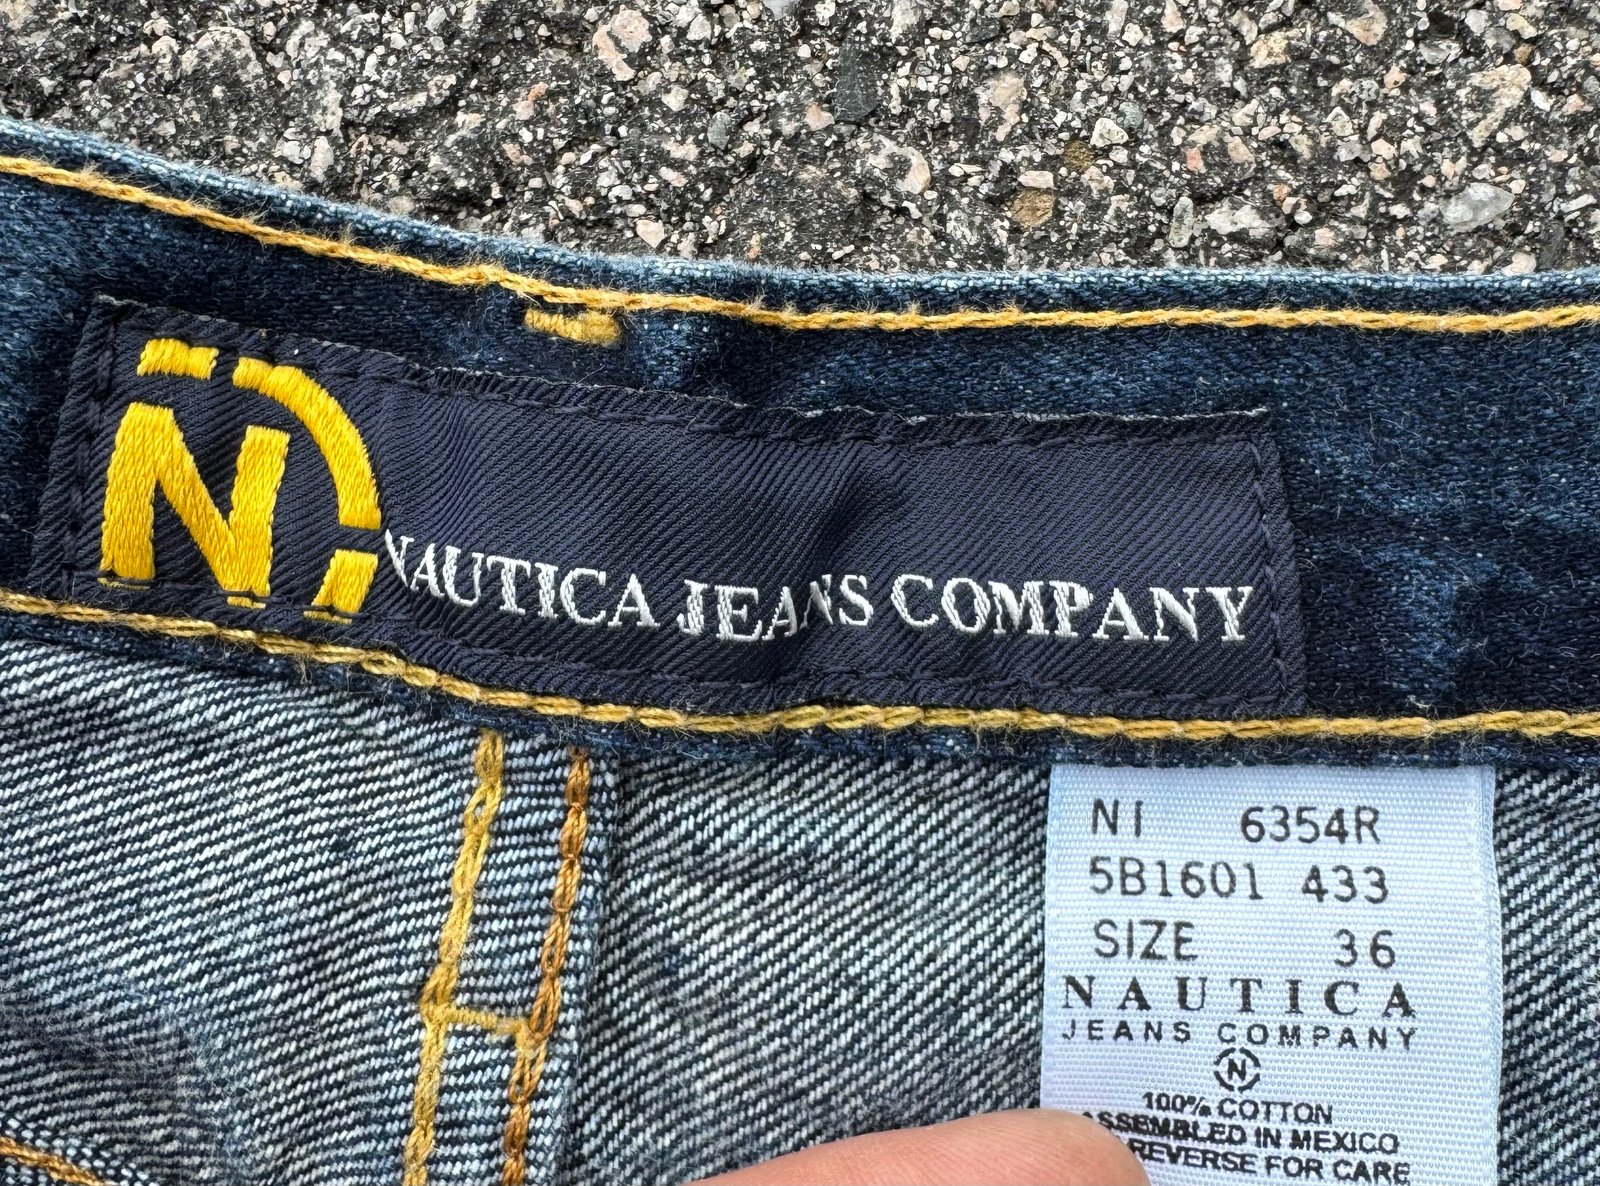 N
NAUTICA JEANS COMPANY
NI 6354R
5B1601 433
SIZE 36
NAUTICA
JEANS COMPANY
N
100% COTTON
ASSEMBLED IN MEXICO
REVERSE FOR CARE